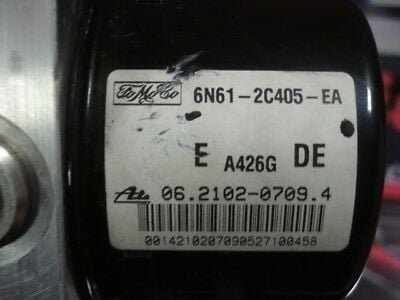 FoMoCo 6N61-2C405-EA
E A426G DE
Ate 06.2102-0709.4
0014210207090527100458